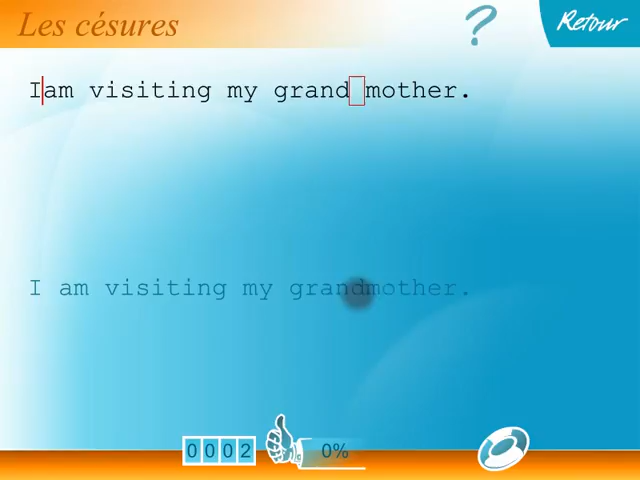 Les césures
?
Retour
Iam visiting my grand mother.
I am visiting my grandmother.
0002
0%